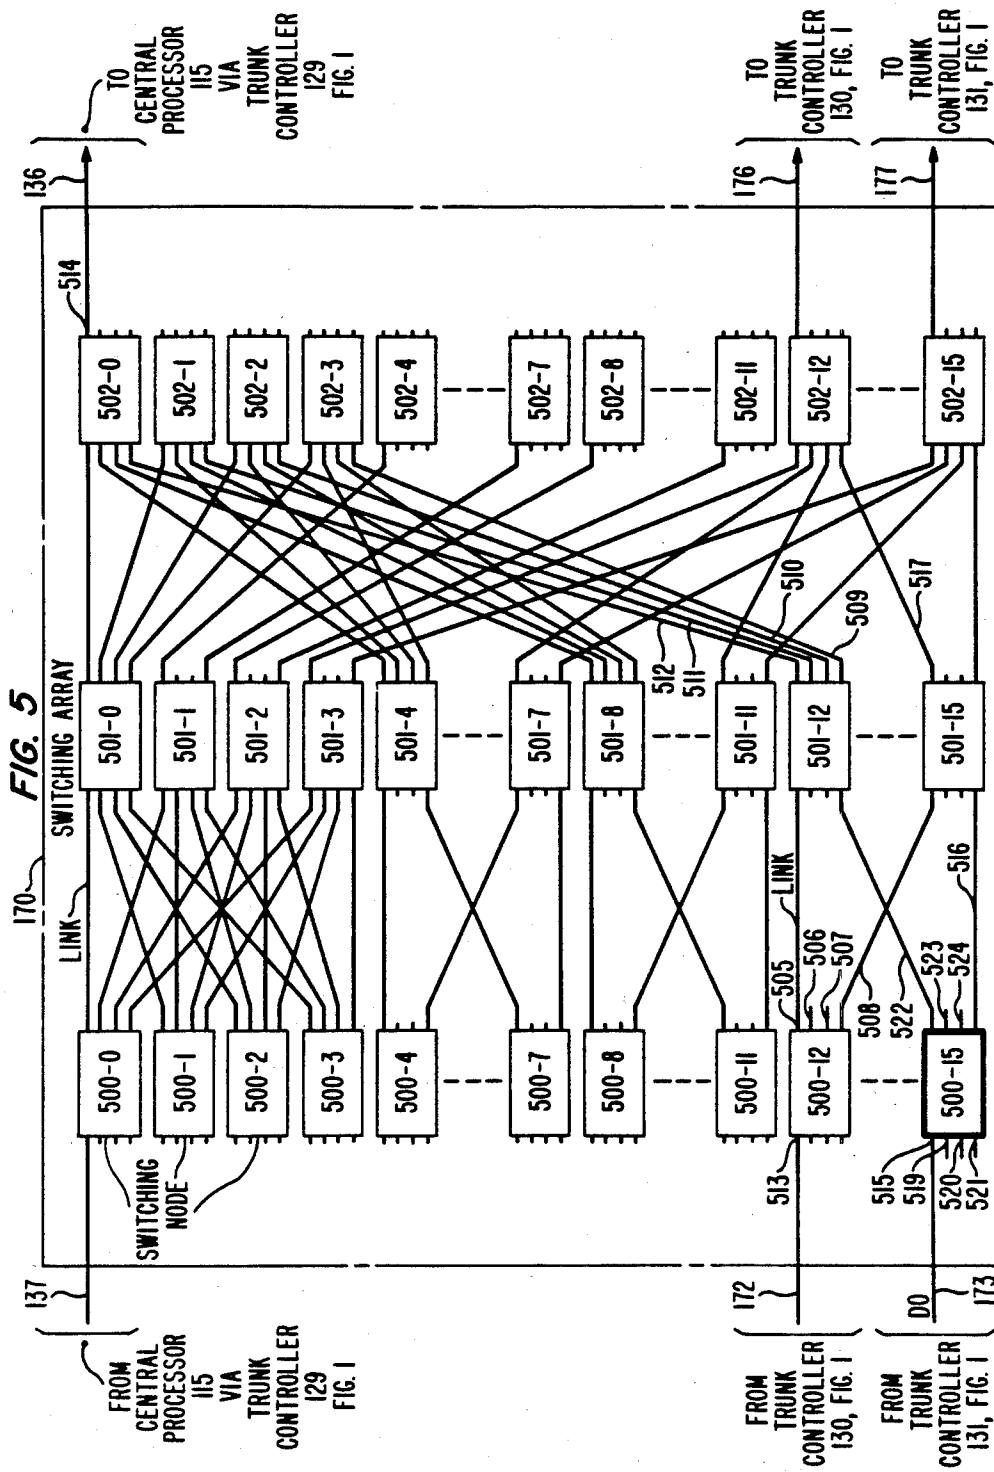 FIG. 5
170
SWITCHING ARRAY
LINK
137
136
514
FROM
CENTRAL
PROCESSOR
115
VIA
TRUNK
CONTROLLER
129
FIG. 1
TO
CENTRAL
PROCESSOR
115
VIA
TRUNK
CONTROLLER
129
FIG. 1
SWITCHING
NODE
500-0
501-0
502-0
500-1
501-1
502-1
500-2
501-2
502-2
500-3
501-3
502-3
500-4
501-4
502-4
500-7
501-7
502-7
500-8
501-8
502-8
512
511
510
509
500-11
501-11
502-11
505
LINK
506
507
513
500-12
501-12
502-12
172
176
FROM
TRUNK
CONTROLLER
130, FIG. 1
TO
TRUNK
CONTROLLER
130, FIG. 1
508
522
517
523
524
516
515
519
520
521
500-15
501-15
502-15
DO
173
177
FROM
TRUNK
CONTROLLER
131, FIG. 1
TO
TRUNK
CONTROLLER
131, FIG. 1